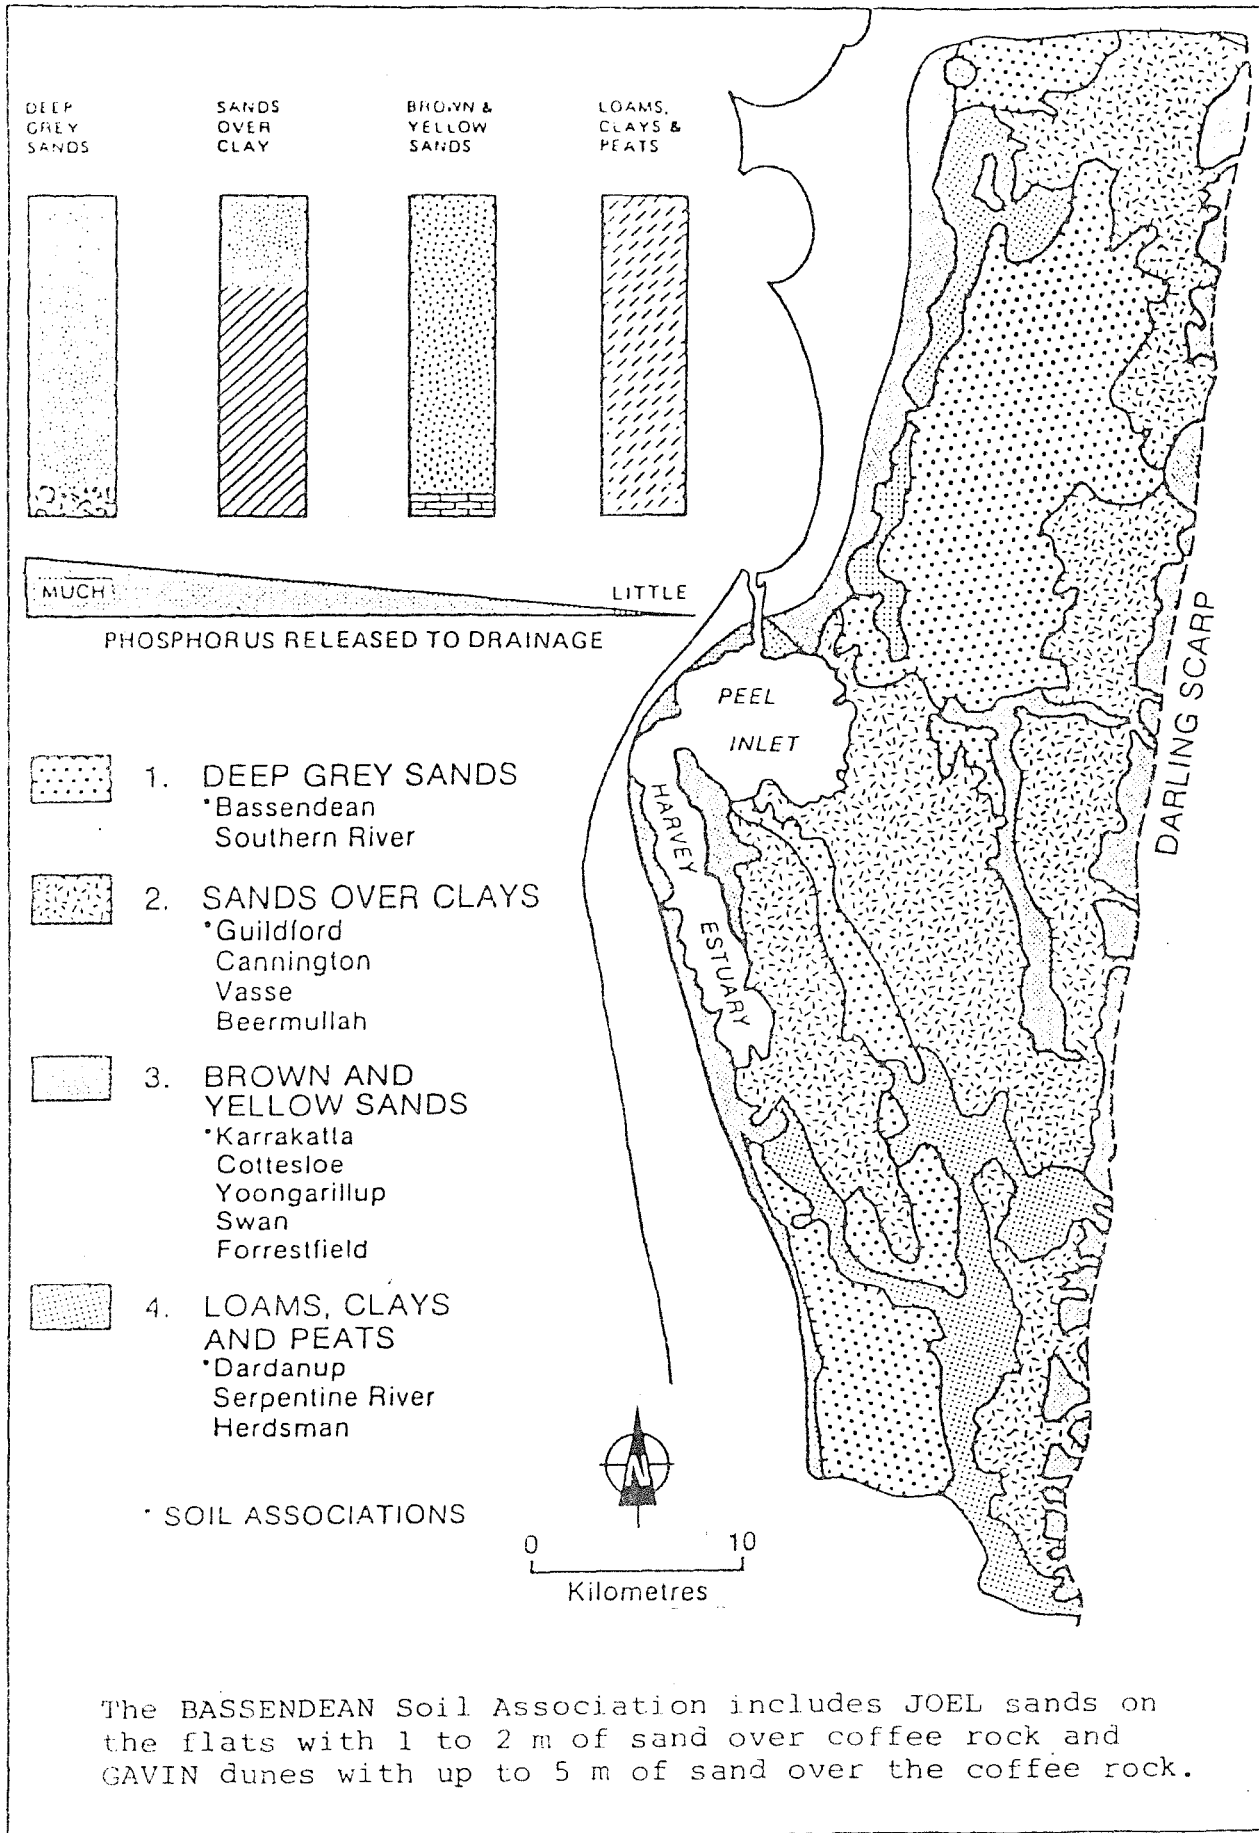 DEEP
GREY
SANDS
SANDS
OVER
CLAY
BROWN &
YELLOW
SANDS
LOAMS,
CLAYS &
PEATS
MUCH
LITTLE
PHOSPHORUS RELEASED TO DRAINAGE
1. DEEP GREY SANDS
•Bassendean
Southern River
2. SANDS OVER CLAYS
•Guildford
Cannington
Vasse
Beermullah
3. BROWN AND
YELLOW SANDS
•Karrakatta
Cottesloe
Yoongarillup
Swan
Forrestfield
4. LOAMS, CLAYS
AND PEATS
•Dardanup
Serpentine River
Herdsman
• SOIL ASSOCIATIONS
PEEL
INLET
HARVEY
ESTUARY
DARLING SCARP
N
0 10
Kilometres
The BASSENDEAN Soil Association includes JOEL sands on
the flats with 1 to 2 m of sand over coffee rock and
GAVIN dunes with up to 5 m of sand over the coffee rock.